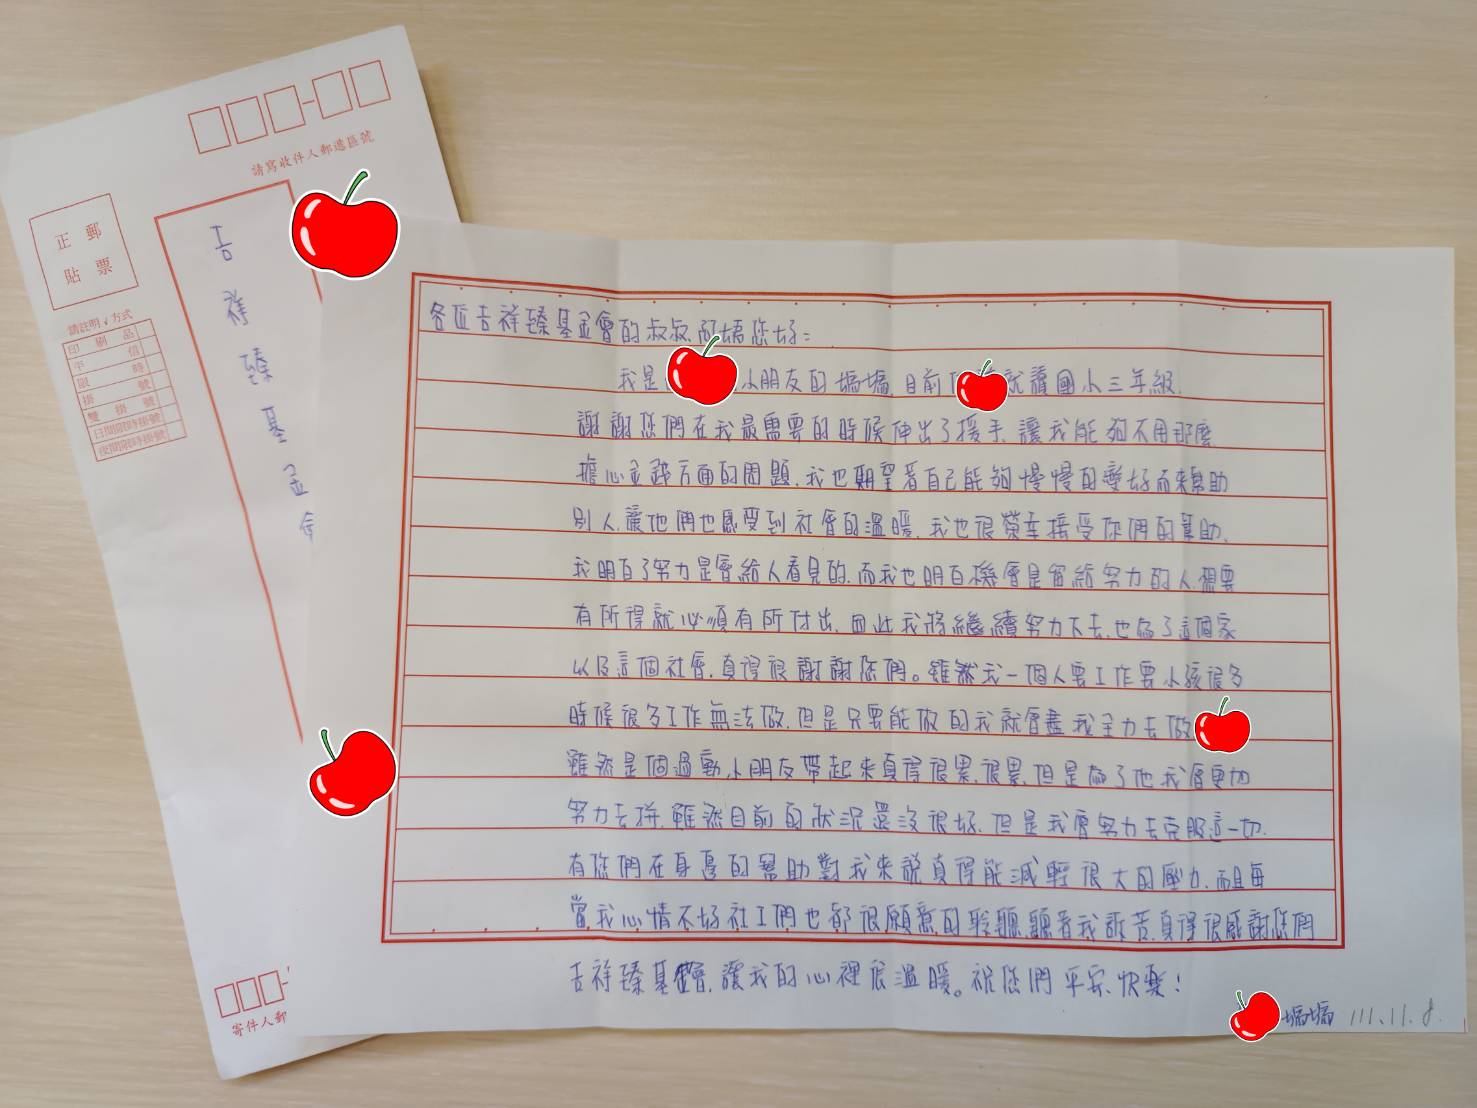 請寫收件人郵遞區號
正郵
貼票
請註明✓方式
印刷品
平信
限時
掛號
雙掛號
日間限時掛號
夜間限時掛號
吉祥臻基金會
寄件人郵
各位吉祥臻基金會的叔叔、阿姨您好:
我是 小朋友的媽媽,目前 就讀國小三年級.
謝謝您們在我最需要的時候伸出了援手、讓我能夠不用那麼
擔心金錢方面的困題,我也期望著自己能夠慢慢的變好而來幫助
別人,讓他們也感受到社會的溫暖,我也很榮幸接受你們的幫助,
我明白了努力是會給人看見的,而我也明白機會是留給努力的人,想要
有所得就必須有所付出,因此我將繼續努力下去,也為了這個家
以及這個社會,真得很謝謝您們。雖然我一個人要工作要小孩很多
時候很多工作無法做,但是只要能做的我就會盡我全力去做
雖然是個過動小朋友帶起來真得很累、很累,但是為了他我會更加
努力去拼,雖然目前的狀況還沒很好,但是我會努力去克服這一切,
有您們在身邊的幫助對我來說真得能減輕很大的壓力,而且每
當我心情不好社工們也都很願意的聆聽、聽著我訴苦,真得很感謝您們
吉祥臻基金會,讓我的心裡很溫暖。祝您們 平安、快樂!
媽媽 111.11.8.